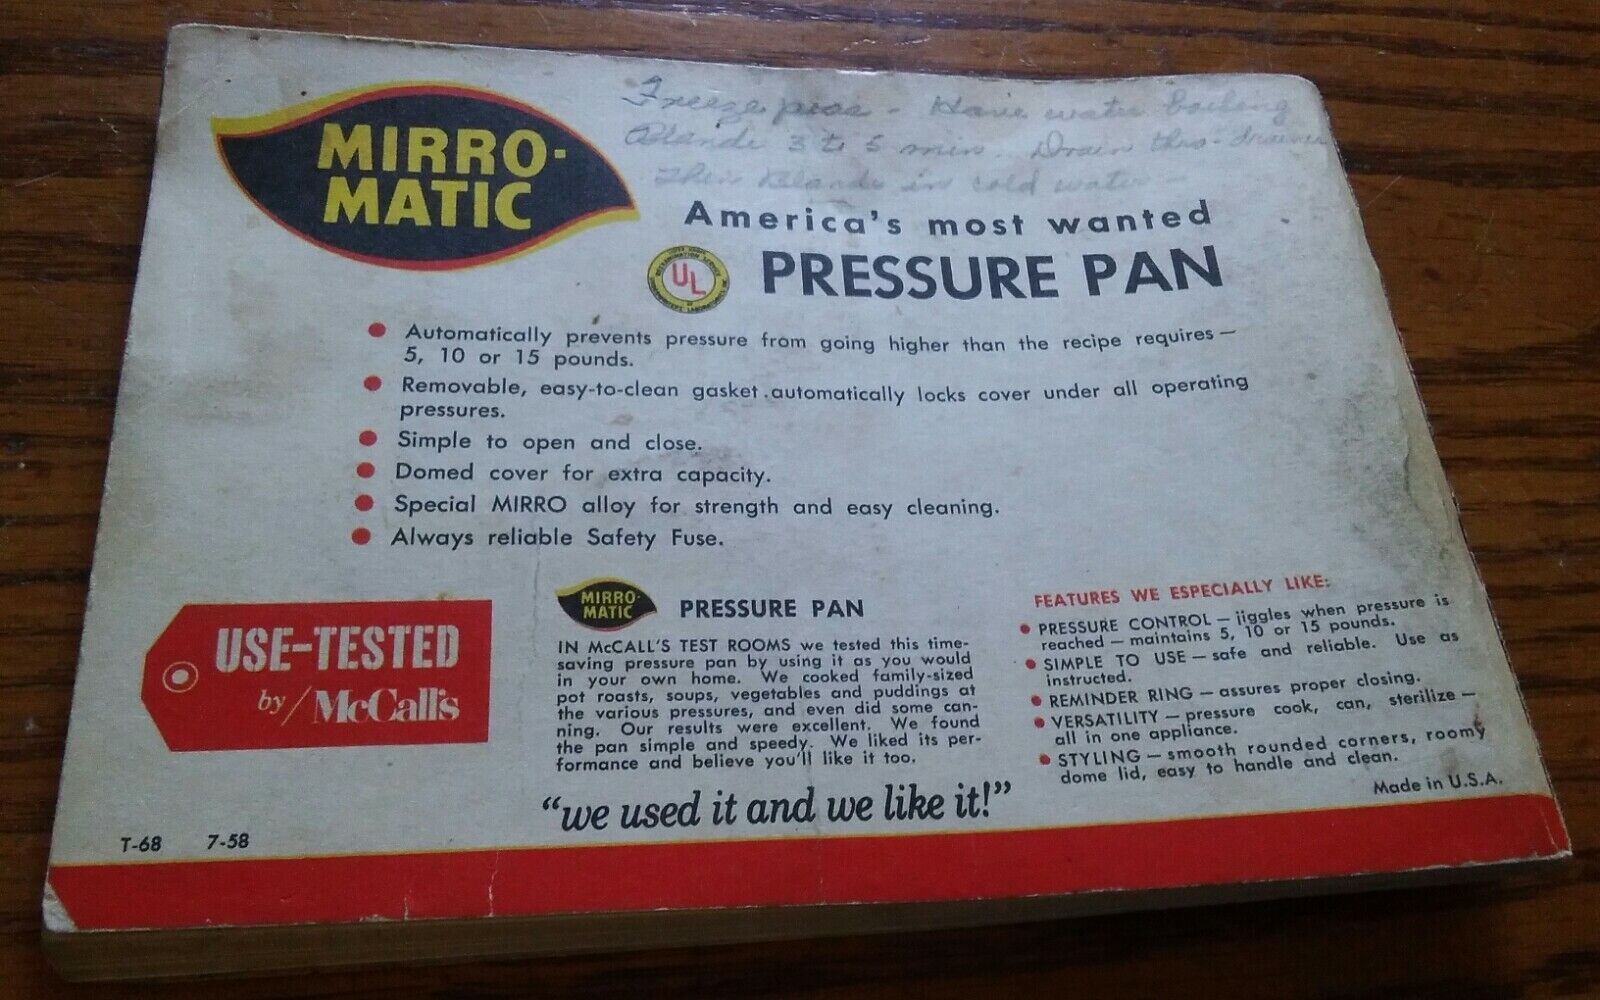 Freeze peas - Have water boiling
Blande 3 to 5 min. Drain thro-
then Blande in cold water -
MIRRO-
MATIC
America's most wanted
UL
PRESSURE PAN
Automatically prevents pressure from going higher than the recipe requires —
5, 10 or 15 pounds.
Removable, easy-to-clean gasket automatically locks cover under all operating
pressures.
Simple to open and close.
Domed cover for extra capacity.
Special MIRRO alloy for strength and easy cleaning.
Always reliable Safety Fuse.
USE-TESTED
by/McCall's
MIRRO-
MATIC
PRESSURE PAN
IN McCALL'S TEST ROOMS we tested this time-
saving pressure pan by using it as you would
in your own home. We cooked family-sized
pot roasts, soups, vegetables and puddings at
the various pressures, and even did some can-
ning. Our results were excellent. We found
the pan simple and speedy. We liked its per-
formance and believe you'll like it too.
"we used it and we like it!"
FEATURES WE ESPECIALLY LIKE:
PRESSURE CONTROL — jiggles when pressure is
reached — maintains 5, 10 or 15 pounds.
SIMPLE TO USE — safe and reliable. Use as
instructed.
REMINDER RING — assures proper closing.
VERSATILITY — pressure cook, can, sterilize —
all in one appliance.
STYLING — smooth rounded corners, roomy
dome lid, easy to handle and clean.
Made in U.S.A.
T-68 7-58